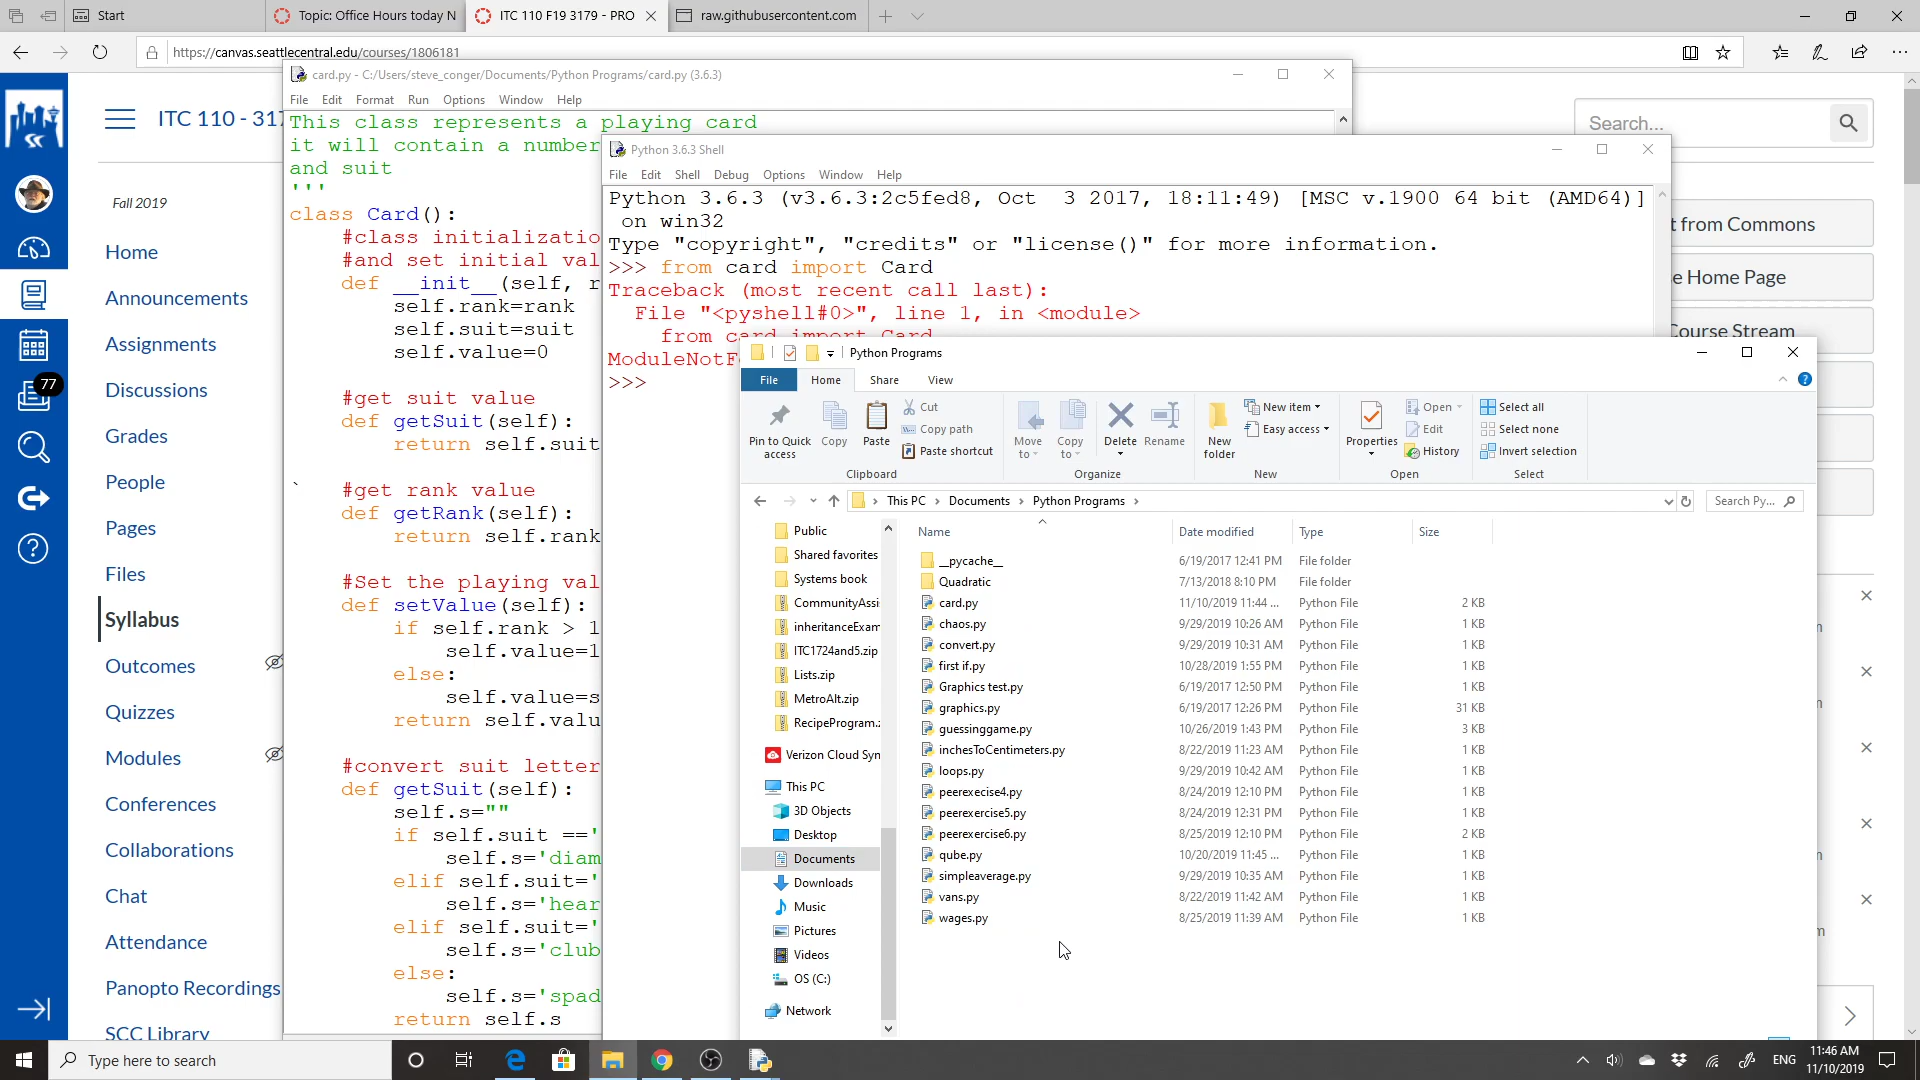 Start
Topic: Office Hours today N
ITC 110 F19 3179 - PRO
raw.githubusercontent.com
https://canvas.seattlecentral.edu/courses/1806181
card.py - C:/Users/steve_conger/Documents/Python Programs/card.py (3.6.3)
File Edit Format Run Options Window Help
ITC 110 - 317
Search...
Fall 2019
Home
Announcements
Assignments
Discussions
Grades
People
Pages
Files
Syllabus
Outcomes
Quizzes
Modules
Conferences
Collaborations
Chat
Attendance
Panopto Recordings
SCC Library
77
This class represents a playing card
it will contain a number
and suit
'''
class Card():
#class initializatio
#and set initial val
def __init__(self, r
self.rank=rank
self.suit=suit
self.value=0
#get suit value
def getSuit(self):
return self.suit
`
#get rank value
def getRank(self):
return self.rank
#Set the playing val
def setValue(self):
if self.rank > 1
self.value=1
else:
self.value=s
return self.valu
#convert suit letter
def getSuit(self):
self.s=""
if self.suit =='
self.s='diam
elif self.suit='
self.s='hear
elif self.suit='
self.s='club
else:
self.s='spad
return self.s
Python 3.6.3 Shell
File Edit Shell Debug Options Window Help
Python 3.6.3 (v3.6.3:2c5fed8, Oct  3 2017, 18:11:49) [MSC v.1900 64 bit (AMD64)]
on win32
Type "copyright", "credits" or "license()" for more information.
>>> from card import Card
Traceback (most recent call last):
File "<pyshell#0>", line 1, in <module>
from card import Card
ModuleNotF
>>>
t from Commons
e Home Page
Course Stream
Python Programs
File Home Share View
Pin to Quick access
Copy
Paste
Cut
Copy path
Paste shortcut
Clipboard
Move to
Copy to
Delete
Rename
Organize
New folder
New item
Easy access
New
Properties
Open
Edit
History
Open
Select all
Select none
Invert selection
Select
This PC > Documents > Python Programs >
Search Py...
Public
Shared favorites
Systems book
CommunityAssi
inheritanceExam
ITC1724and5.zip
Lists.zip
MetroAlt.zip
RecipeProgram.z
Verizon Cloud Syn
This PC
3D Objects
Desktop
Documents
Downloads
Music
Pictures
Videos
OS (C:)
Network
Name Date modified Type Size
__pycache__ 6/19/2017 12:41 PM File folder
Quadratic 7/13/2018 8:10 PM File folder
card.py 11/10/2019 11:44 ... Python File 2 KB
chaos.py 9/29/2019 10:26 AM Python File 1 KB
convert.py 9/29/2019 10:31 AM Python File 1 KB
first if.py 10/28/2019 1:55 PM Python File 1 KB
Graphics test.py 6/19/2017 12:50 PM Python File 1 KB
graphics.py 6/19/2017 12:26 PM Python File 31 KB
guessinggame.py 10/26/2019 1:43 PM Python File 3 KB
inchesToCentimeters.py 8/22/2019 11:23 AM Python File 1 KB
loops.py 9/29/2019 10:42 AM Python File 1 KB
peerexecise4.py 8/24/2019 12:10 PM Python File 1 KB
peerexercise5.py 8/24/2019 12:31 PM Python File 1 KB
peerexercise6.py 8/25/2019 12:10 PM Python File 2 KB
qube.py 10/20/2019 11:45 ... Python File 1 KB
simpleaverage.py 9/29/2019 10:35 AM Python File 1 KB
vans.py 8/22/2019 11:42 AM Python File 1 KB
wages.py 8/25/2019 11:39 AM Python File 1 KB
Type here to search
ENG
11:46 AM
11/10/2019